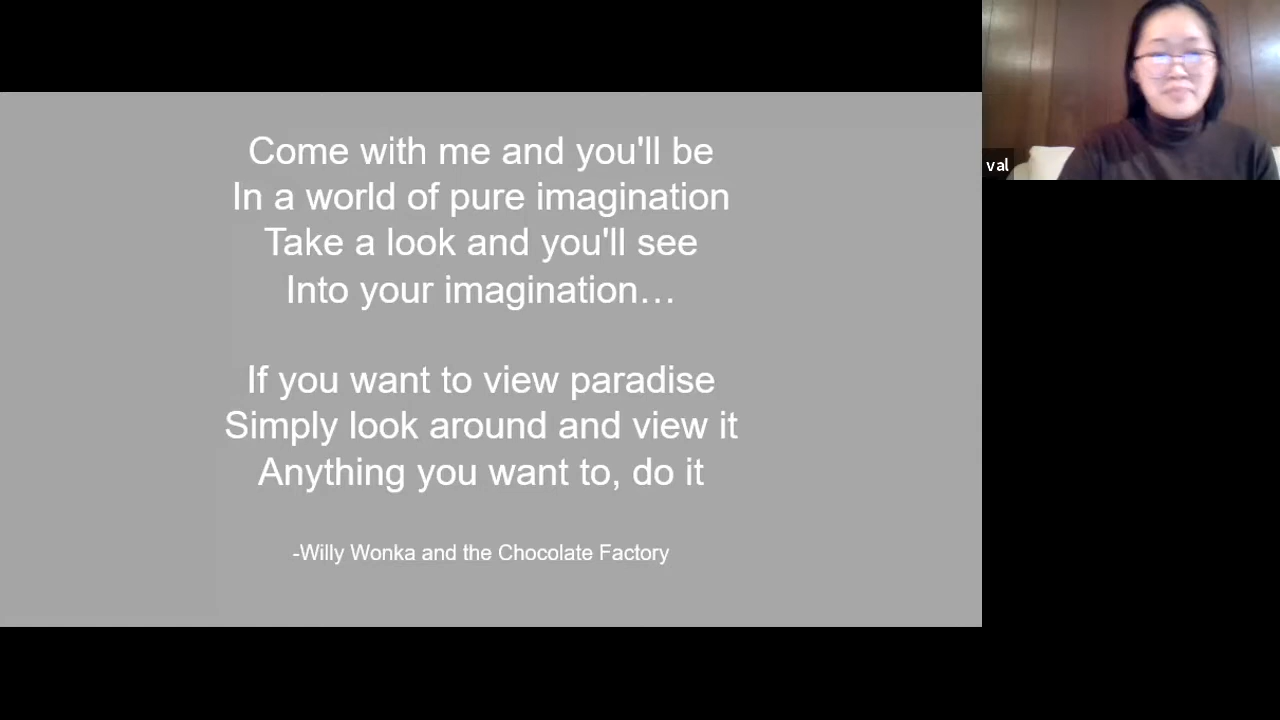 Come with me and you'll be
In a world of pure imagination
Take a look and you'll see
Into your imagination…
If you want to view paradise
Simply look around and view it
Anything you want to, do it
-Willy Wonka and the Chocolate Factory
val